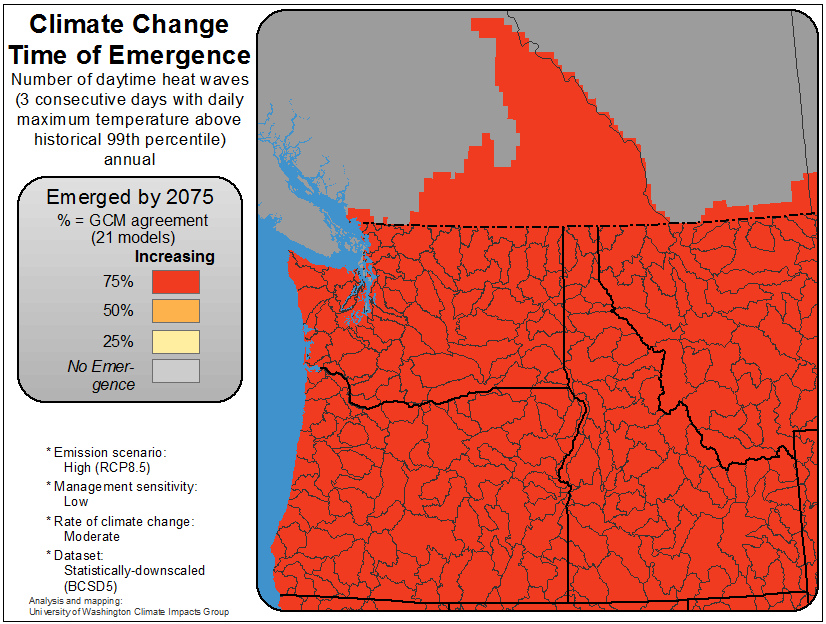 Climate Change
Time of Emergence
Number of daytime heat waves
(3 consecutive days with daily
maximum temperature above
historical 99th percentile)
annual
Emerged by 2075
% = GCM agreement
(21 models)
Increasing
75%
50%
25%
No Emer-
gence
* Emission scenario:
High (RCP8.5)
* Management sensitivity:
Low
* Rate of climate change:
Moderate
* Dataset:
Statistically-downscaled
(BCSD5)
Analysis and mapping:
University of Washington Climate Impacts Group